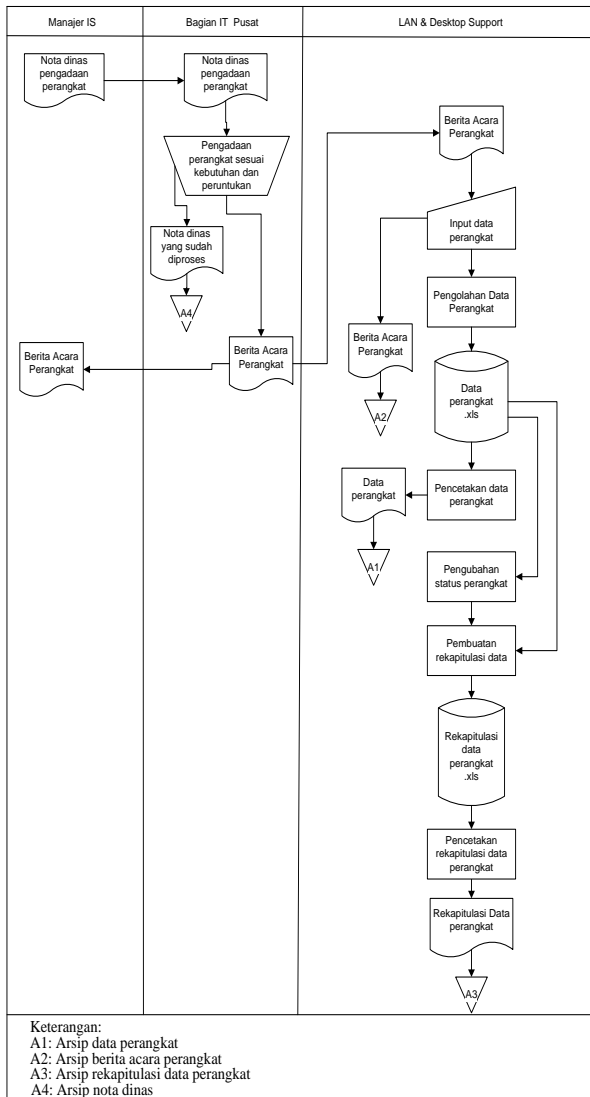 Manajer IS
Bagian IT Pusat
LAN & Desktop Support
Nota dinas
pengadaan
perangkat
Nota dinas
pengadaan
perangkat
Berita Acara
Perangkat
Pengadaan
perangkat sesuai
kebutuhan dan
peruntukan
Input data
perangkat
Nota dinas
yang sudah
diproses
A4
Pengolahan Data
Perangkat
Berita Acara
Perangkat
Berita Acara
Perangkat
Berita Acara
Perangkat
A2
Data
perangkat
.xls
Data
perangkat
Pencetakan data
perangkat
A1
Pengubahan
status perangkat
Pembuatan
rekapitulasi data
Rekapitulasi
data
perangkat
.xls
Pencetakan
rekapitulasi data
perangkat
Rekapitulasi Data
perangkat
A3
Keterangan:
A1: Arsip data perangkat
A2: Arsip berita acara perangkat
A3: Arsip rekapitulasi data perangkat
A4: Arsip nota dinas